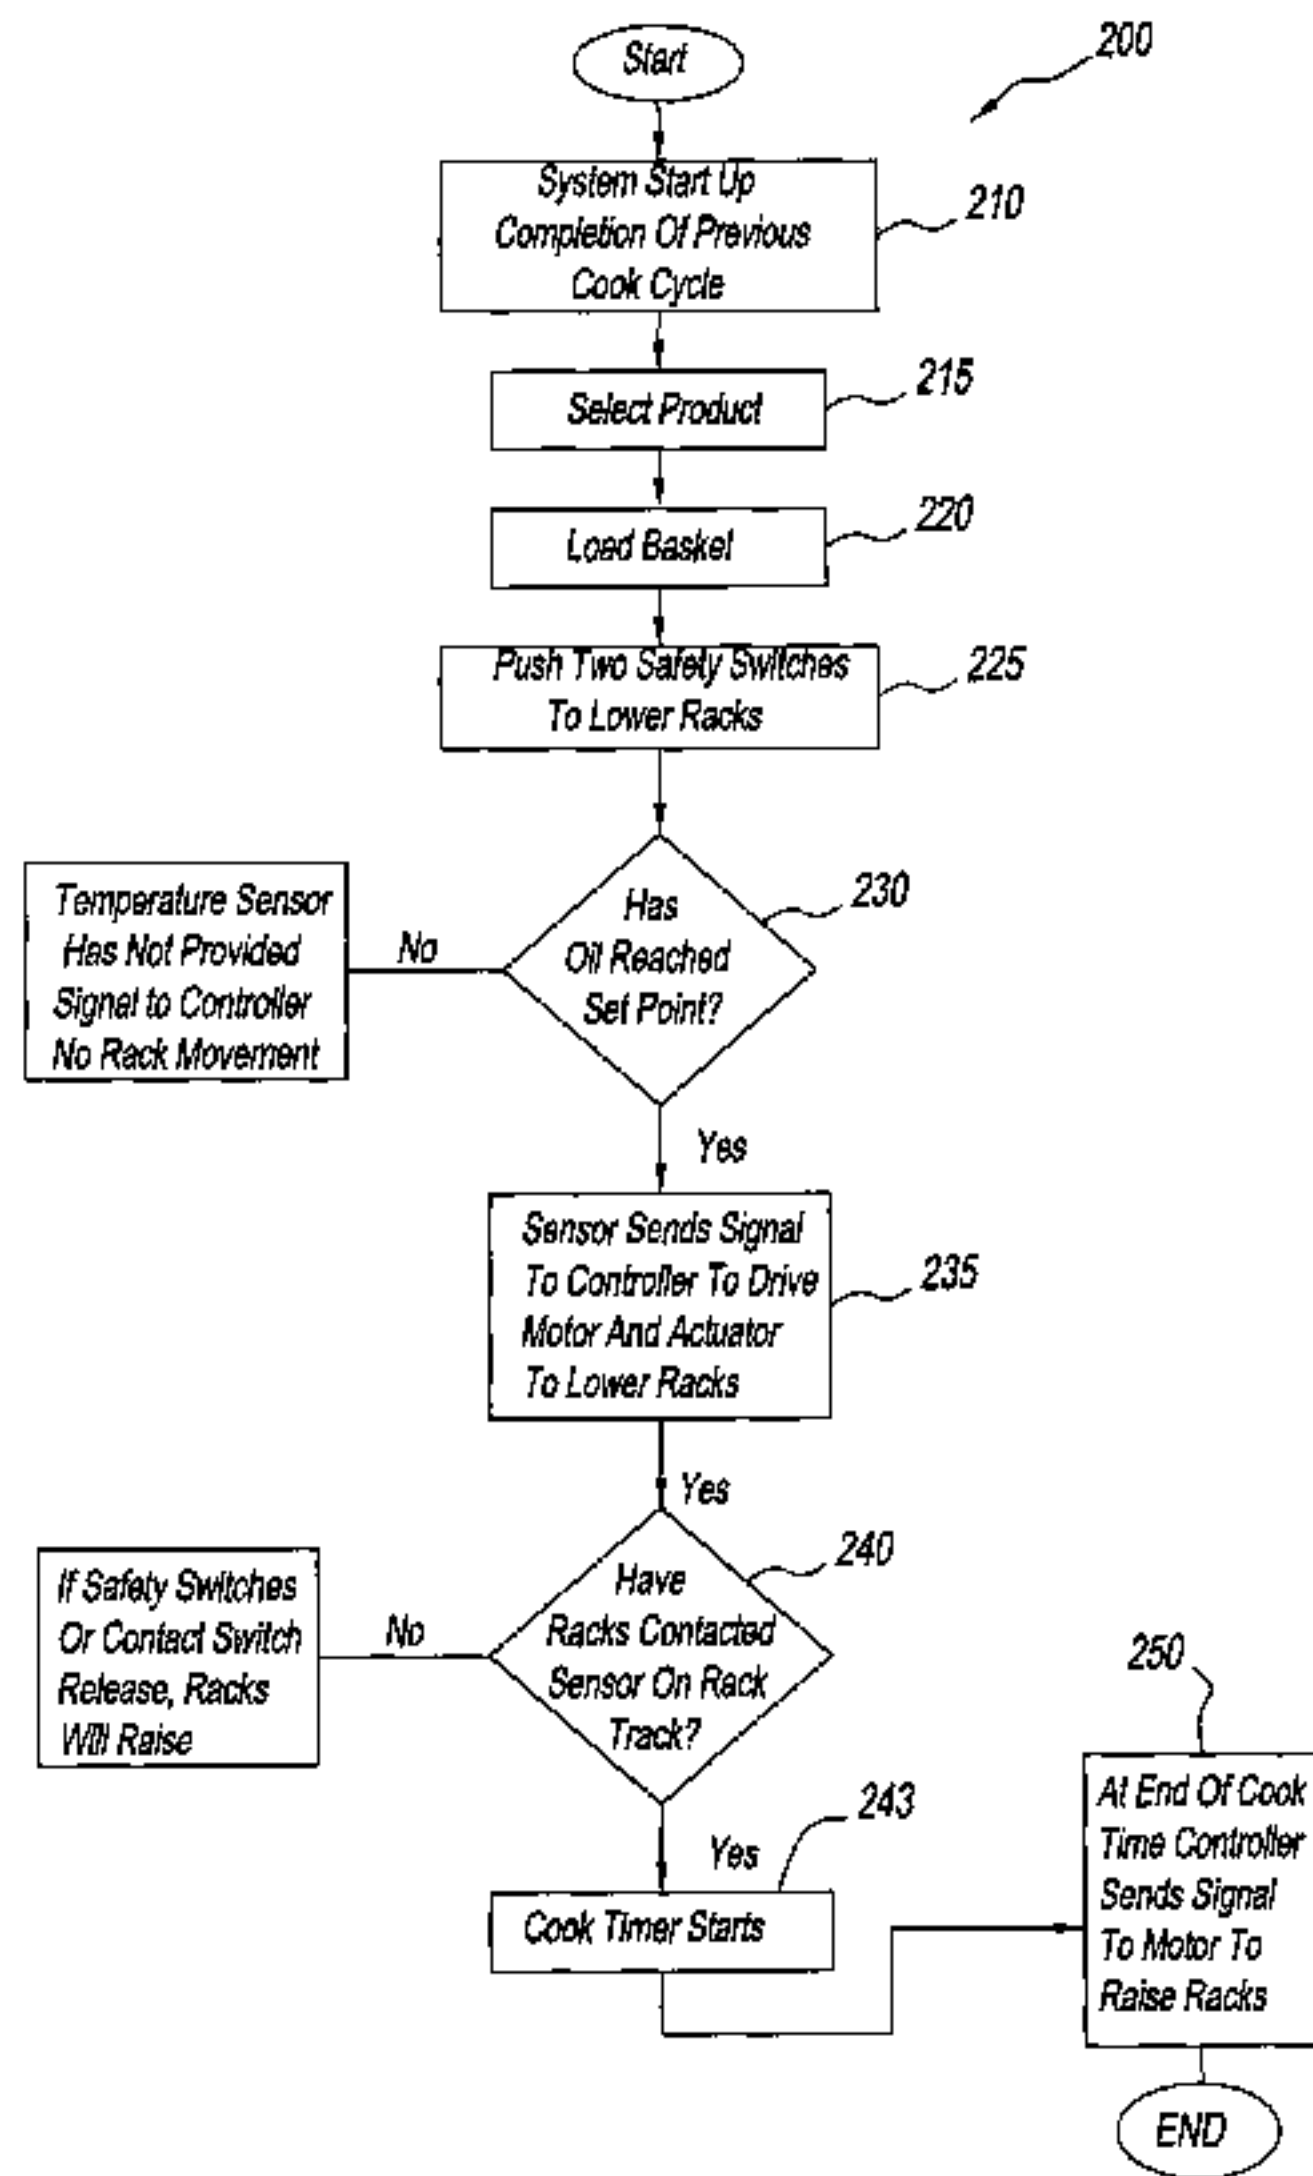 Start
200
System Start Up
Completion Of Previous
Cook Cycle
210
Select Product
215
Load Basket
220
Push Two Safety Switches
To Lower Racks
225
Has
Oil Reached
Set Point?
230
No
Temperature Sensor
Has Not Provided
Signal to Controller
No Rack Movement
Yes
Sensor Sends Signal
To Controller To Drive
Motor And Actuator
To Lower Racks
235
Yes
Have
Racks Contacted
Sensor On Rack
Track?
240
No
If Safety Switches
Or Contact Switch
Release, Racks
Will Raise
Yes
243
Cook Timer Starts
250
At End Of Cook
Time Controller
Sends Signal
To Motor To
Raise Racks
END